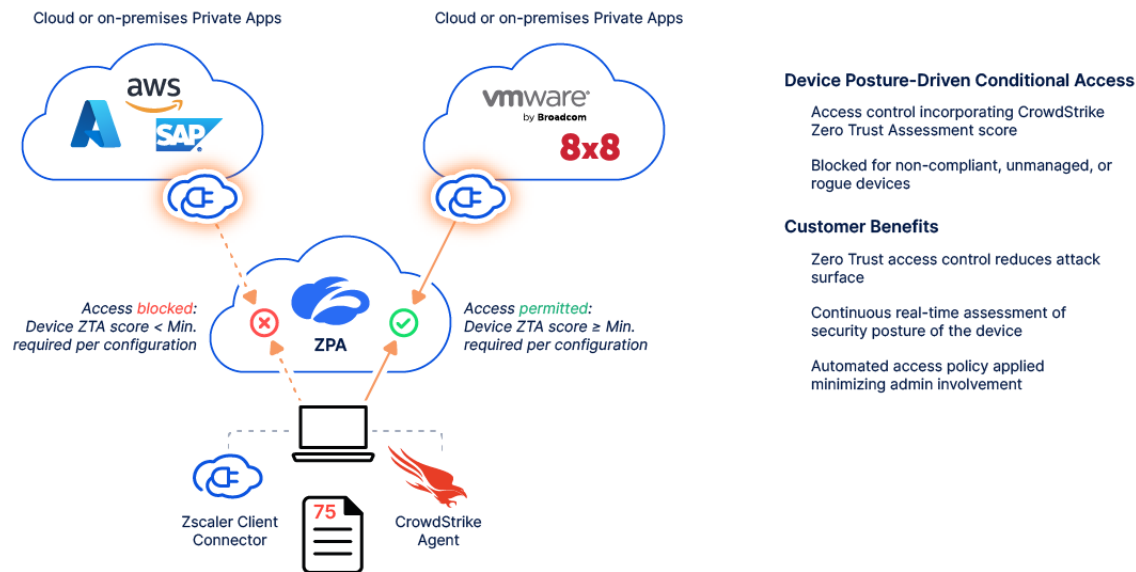 Cloud or on-premises Private Apps
Cloud or on-premises Private Apps
aws
SAP
vmware®
by Broadcom
8x8
Access blocked:
Device ZTA score < Min.
required per configuration
ZPA
Access permitted:
Device ZTA score ≥ Min.
required per configuration
Zscaler Client
Connector
75
CrowdStrike
Agent
Device Posture-Driven Conditional Access
Access control incorporating CrowdStrike
Zero Trust Assessment score
Blocked for non-compliant, unmanaged, or
rogue devices
Customer Benefits
Zero Trust access control reduces attack
surface
Continuous real-time assessment of
security posture of the device
Automated access policy applied
minimizing admin involvement